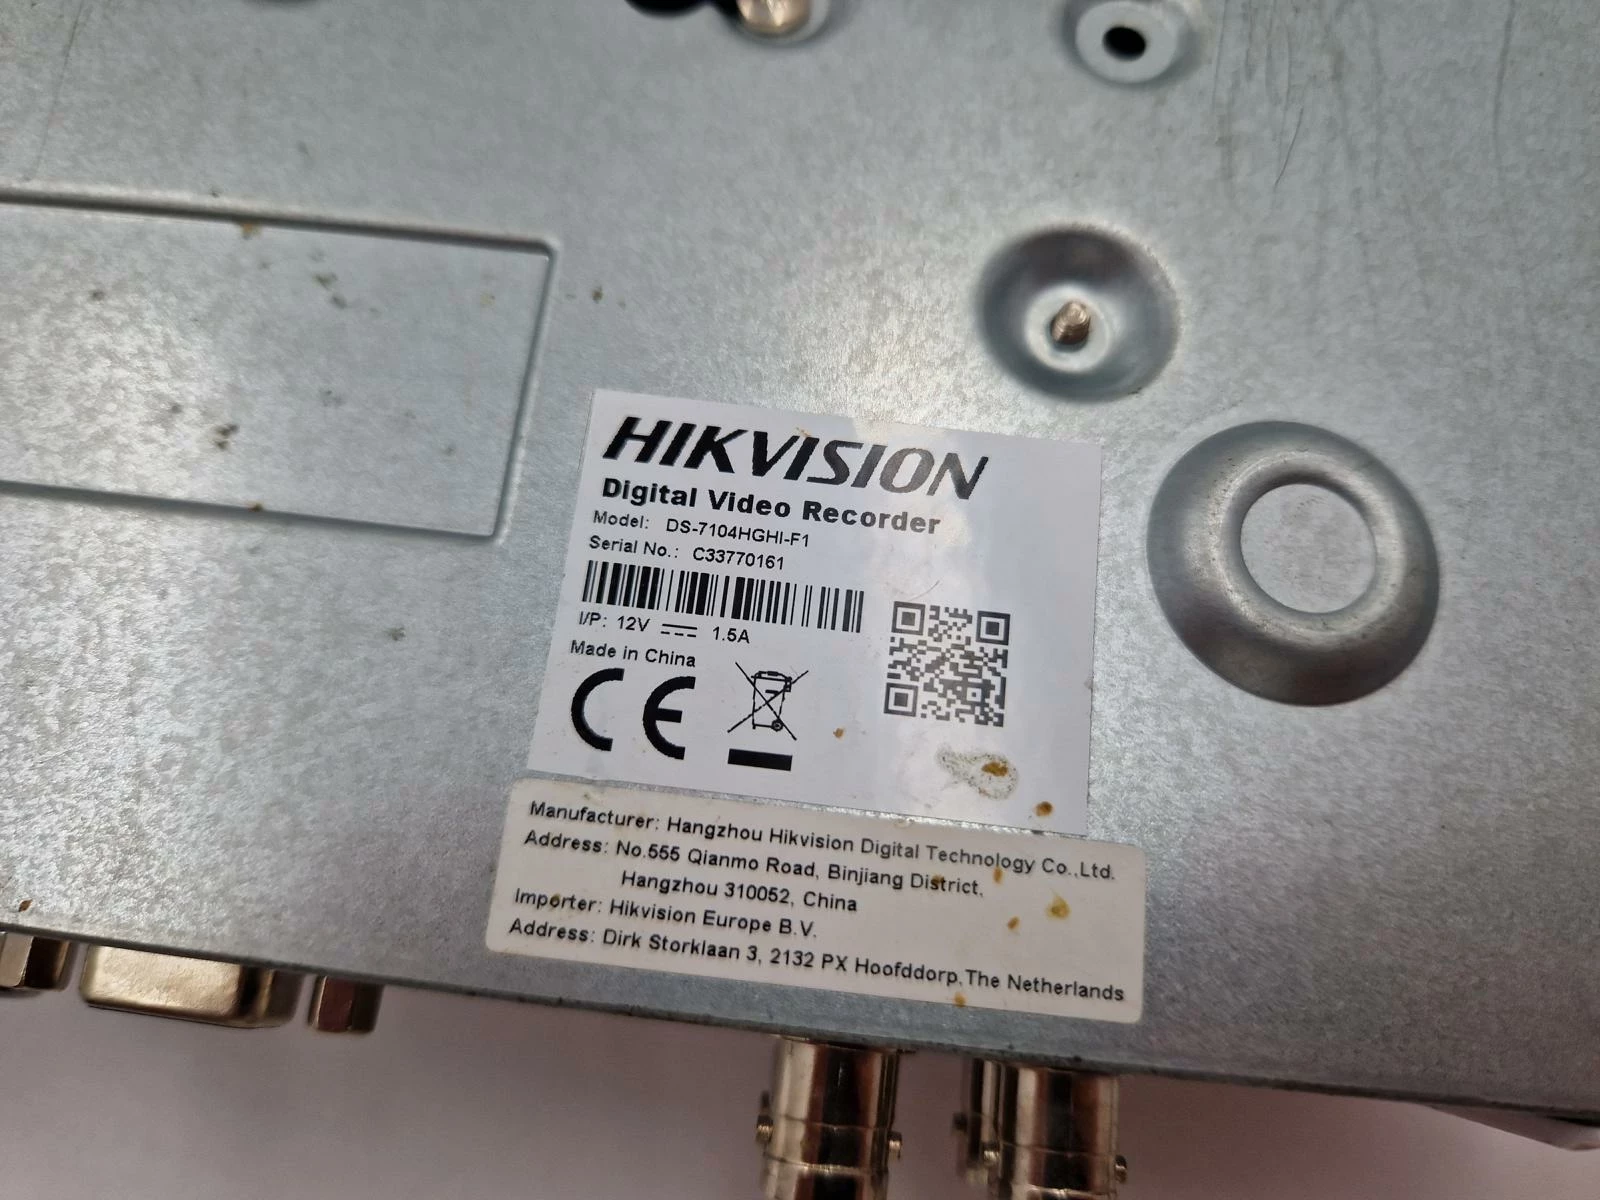 HIKVISION
Digital Video Recorder
Model: DS-7104HGHI-F1
Serial No.: C33770161
I/P: 12V 1.5A
Made in China
CE
Manufacturer: Hangzhou Hikvision Digital Technology Co.,Ltd.
Address: No.555 Qianmo Road, Binjiang District,
Hangzhou 310052, China
Importer: Hikvision Europe B.V.
Address: Dirk Storklaan 3, 2132 PX Hoofddorp,The Netherlands